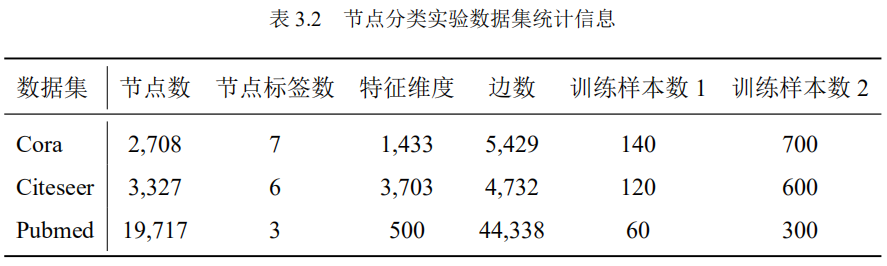 表 3.2 节点分类实验数据集统计信息
数据集 节点数 节点标签数 特征维度 边数 训练样本数 1 训练样本数 2
Cora 2,708 7 1,433 5,429 140 700
Citeseer 3,327 6 3,703 4,732 120 600
Pubmed 19,717 3 500 44,338 60 300